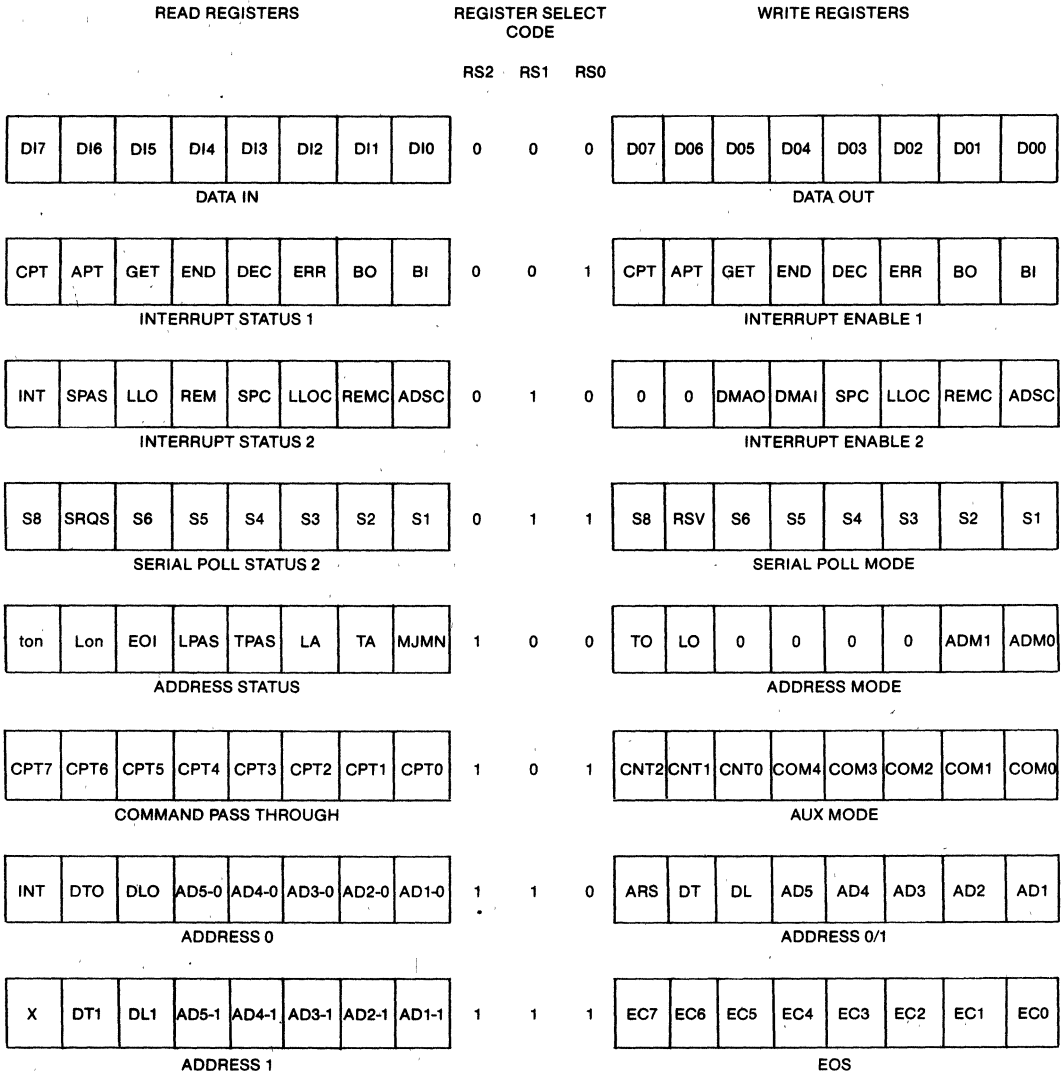 READ REGISTERS REGISTER SELECT WRITE REGISTERS
CODE
RS2 RS1 RS0
DI7 DI6 DI5 DI4 DI3 DI2 DI1 DI0 0 0 0 D07 D06 D05 D04 D03 D02 D01 D00
DATA IN DATA OUT
CPT APT GET END DEC ERR BO BI 0 0 1 CPT APT GET END DEC ERR BO BI
INTERRUPT STATUS 1 INTERRUPT ENABLE 1
INT SPAS LLO REM SPC LLOC REMC ADSC 0 1 0 0 0 DMAO DMAI SPC LLOC REMC ADSC
INTERRUPT STATUS 2 INTERRUPT ENABLE 2
S8 SRQS S6 S5 S4 S3 S2 S1 0 1 1 S8 RSV S6 S5 S4 S3 S2 S1
SERIAL POLL STATUS 2 SERIAL POLL MODE
ton Lon EOI LPAS TPAS LA TA MJMN 1 0 0 TO LO 0 0 0 0 ADM1 ADM0
ADDRESS STATUS ADDRESS MODE
CPT7 CPT6 CPT5 CPT4 CPT3 CPT2 CPT1 CPT0 1 0 1 CNT2 CNT1 CNT0 COM4 COM3 COM2 COM1 COM0
COMMAND PASS THROUGH AUX MODE
INT DTO DLO AD5-0 AD4-0 AD3-0 AD2-0 AD1-0 1 1 0 ARS DT DL AD5 AD4 AD3 AD2 AD1
ADDRESS 0 ADDRESS 0/1
X DT1 DL1 AD5-1 AD4-1 AD3-1 AD2-1 AD1-1 1 1 1 EC7 EC6 EC5 EC4 EC3 EC2 EC1 EC0
ADDRESS 1 EOS